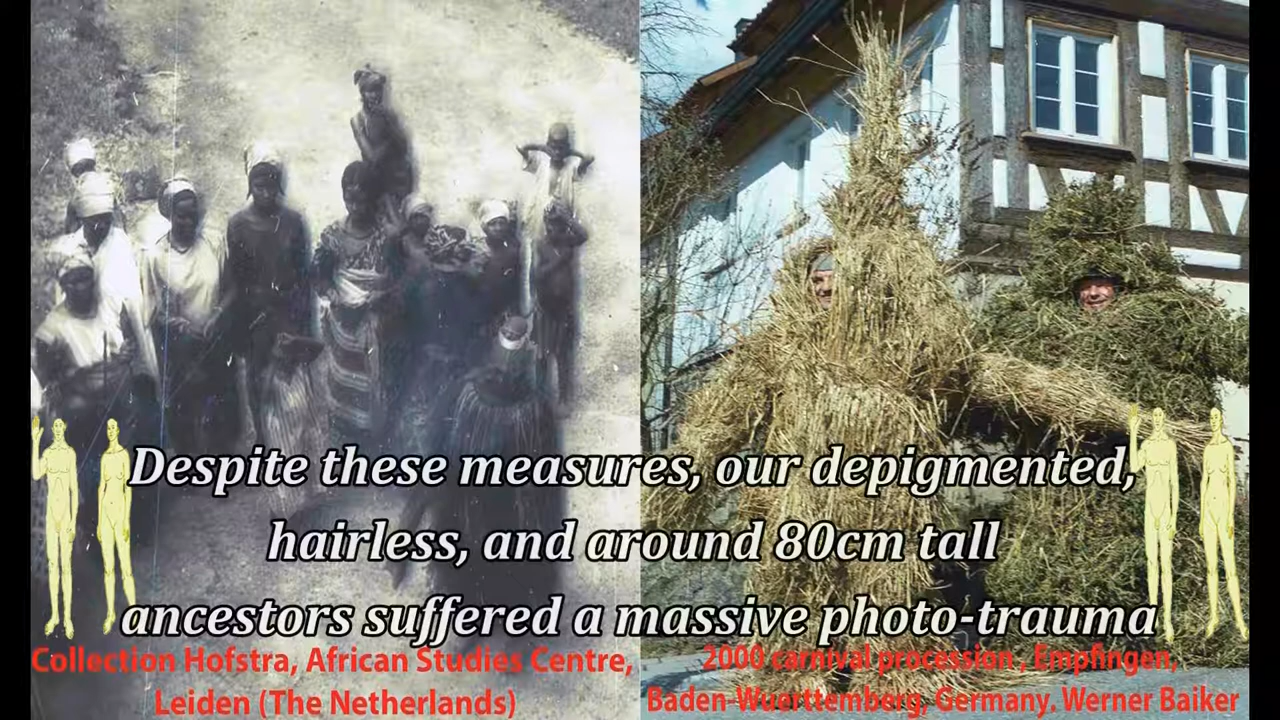 Despite these measures, our depigmented,
hairless, and around 80cm tall
ancestors suffered a massive photo-trauma
Collection Hofstra, African Studies Centre,
Leiden (The Netherlands)
2000 carnival procession , Empfingen,
Baden-Wuerttemberg, Germany. Werner Baiker